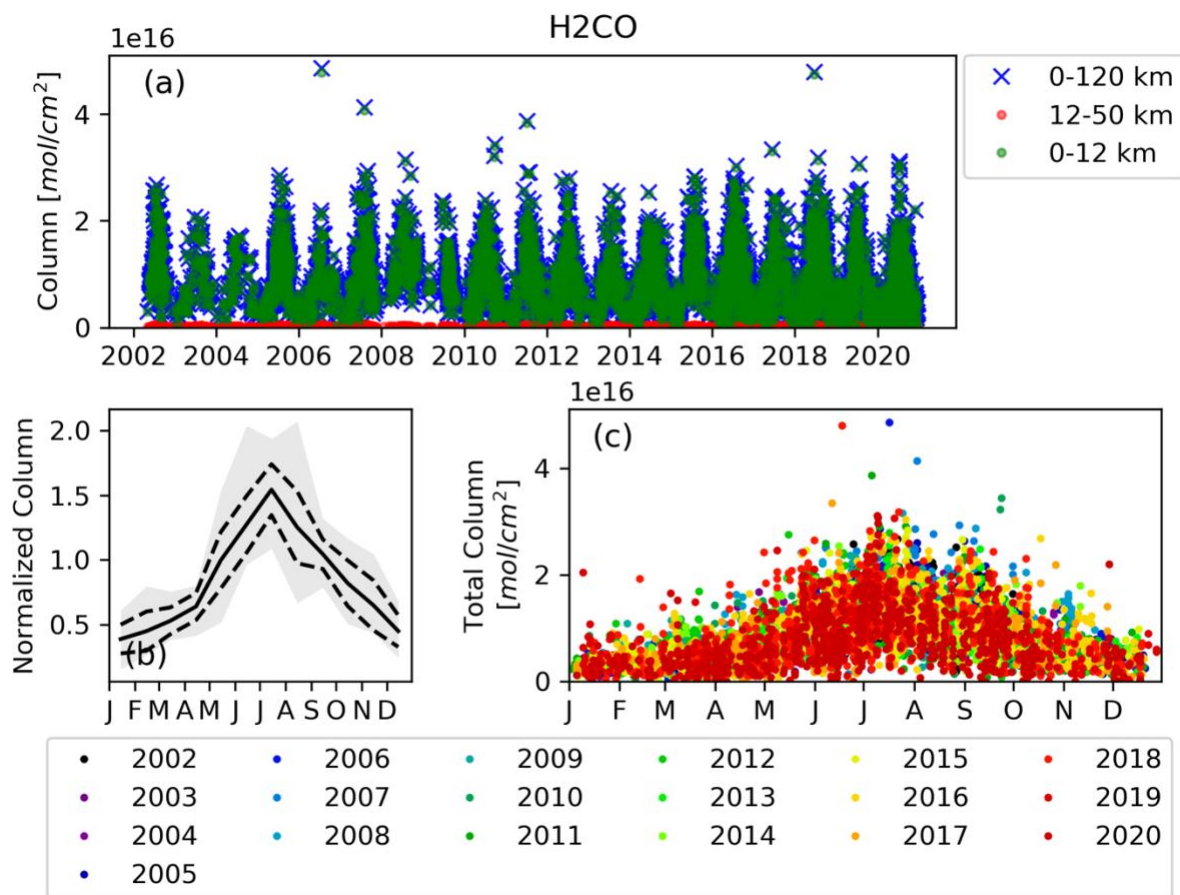 H2CO
1e16
(a)
Column [mol/cm²]
4
2
0
2002 2004 2006 2008 2010 2012 2014 2016 2018 2020
0-120 km
12-50 km
0-12 km
Normalized Column
2.0
1.5
1.0
0.5
(b)
J F M A M J J A S O N D
1e16
(c)
Total Column
[mol/cm²]
4
2
0
J F M A M J J A S O N D
2002 2006 2009 2012 2015 2018
2003 2007 2010 2013 2016 2019
2004 2008 2011 2014 2017 2020
2005